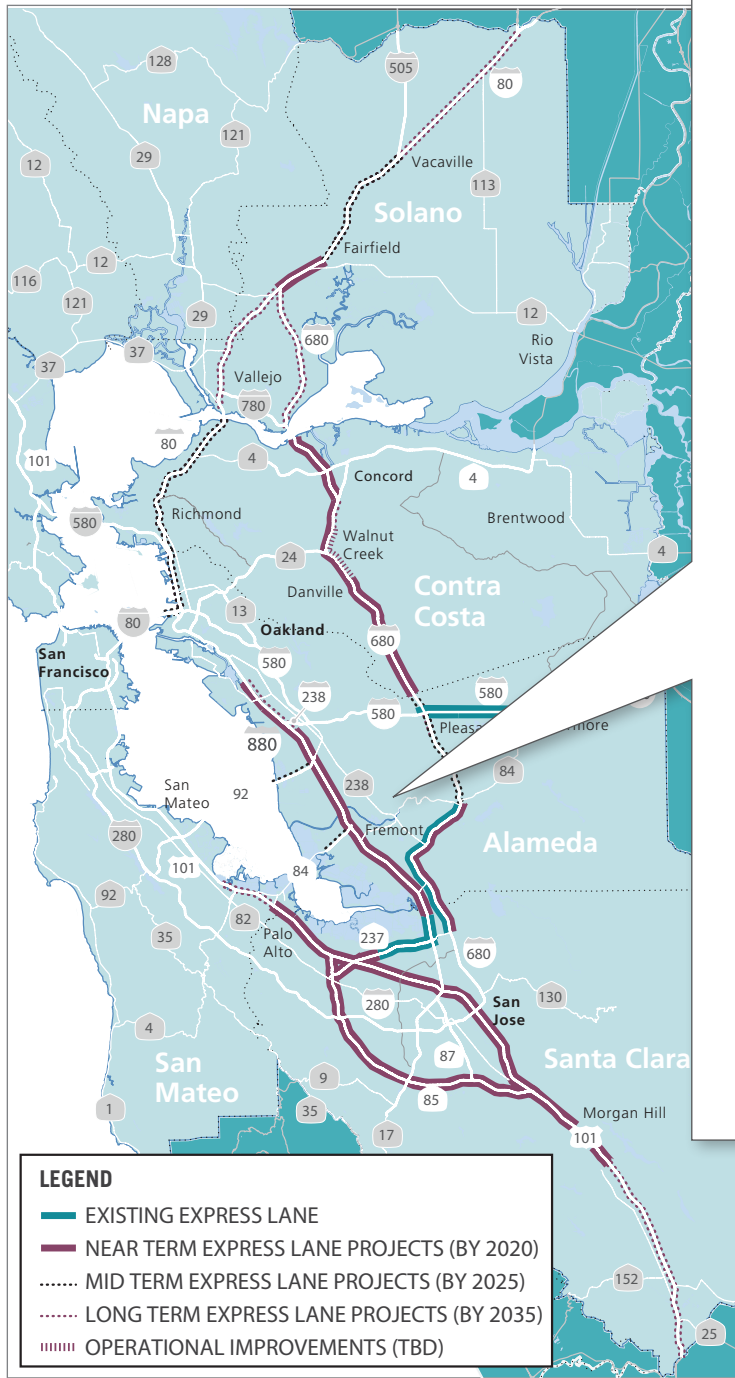 128
505
80
Napa
121
29
12
Vacaville
113
Solano
Fairfield
12
116
121
29
12
37
680
Rio
Vista
37
Vallejo
780
80
101
4
Concord
4
Richmond
Brentwood
580
Walnut
Creek
4
24
Danville
Contra
Costa
13
80
Oakland
680
San
Francisco
580
238
580
580
Pleasa
rmore
880
San
Mateo
92
238
84
280
Fremont
Alameda
101
84
92
82
Palo
Alto
237
35
680
280
San
Jose
130
4
87
Santa Clara
San
Mateo
9
85
1
35
Morgan Hill
17
101
LEGEND
EXISTING EXPRESS LANE
NEAR TERM EXPRESS LANE PROJECTS (BY 2020)
MID TERM EXPRESS LANE PROJECTS (BY 2025)
LONG TERM EXPRESS LANE PROJECTS (BY 2035)
OPERATIONAL IMPROVEMENTS (TBD)
152
25